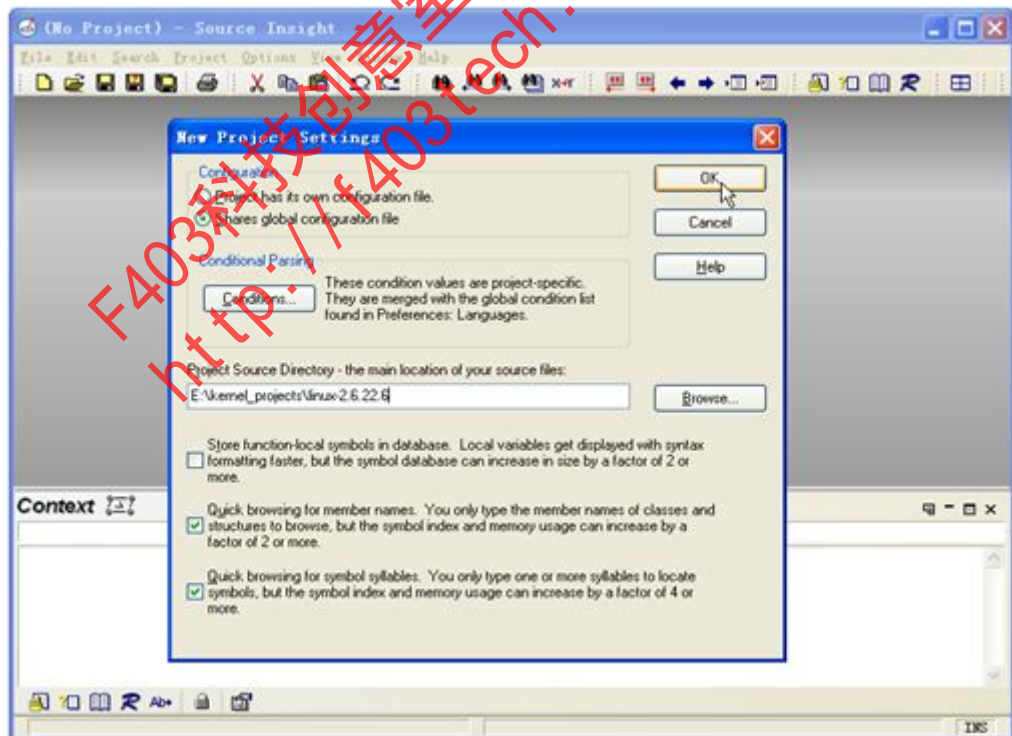 (No Project) - Source Insight
File Edit Search Project Options View Help
New Project Settings
Configuration
Project has its own configuration file.
Shares global configuration file
OK
Cancel
Help
Conditional Parsing
Conditions...
These condition values are project-specific.
They are merged with the global condition list
found in Preferences: Languages.
Project Source Directory - the main location of your source files:
E:\kernel_projects\linux-2.6.22.6
Browse...
Store function-local symbols in database. Local variables get displayed with syntax
formatting faster, but the symbol database can increase in size by a factor of 2 or
more.
Quick browsing for member names. You only type the member names of classes and
structures to browse, but the symbol index and memory usage can increase by a
factor of 2 or more.
Quick browsing for symbol syllables. You only type one or more syllables to locate
symbols, but the symbol index and memory usage can increase by a factor of 4 or
more.
Context
INS
F403科技创意室
http://f403tech.